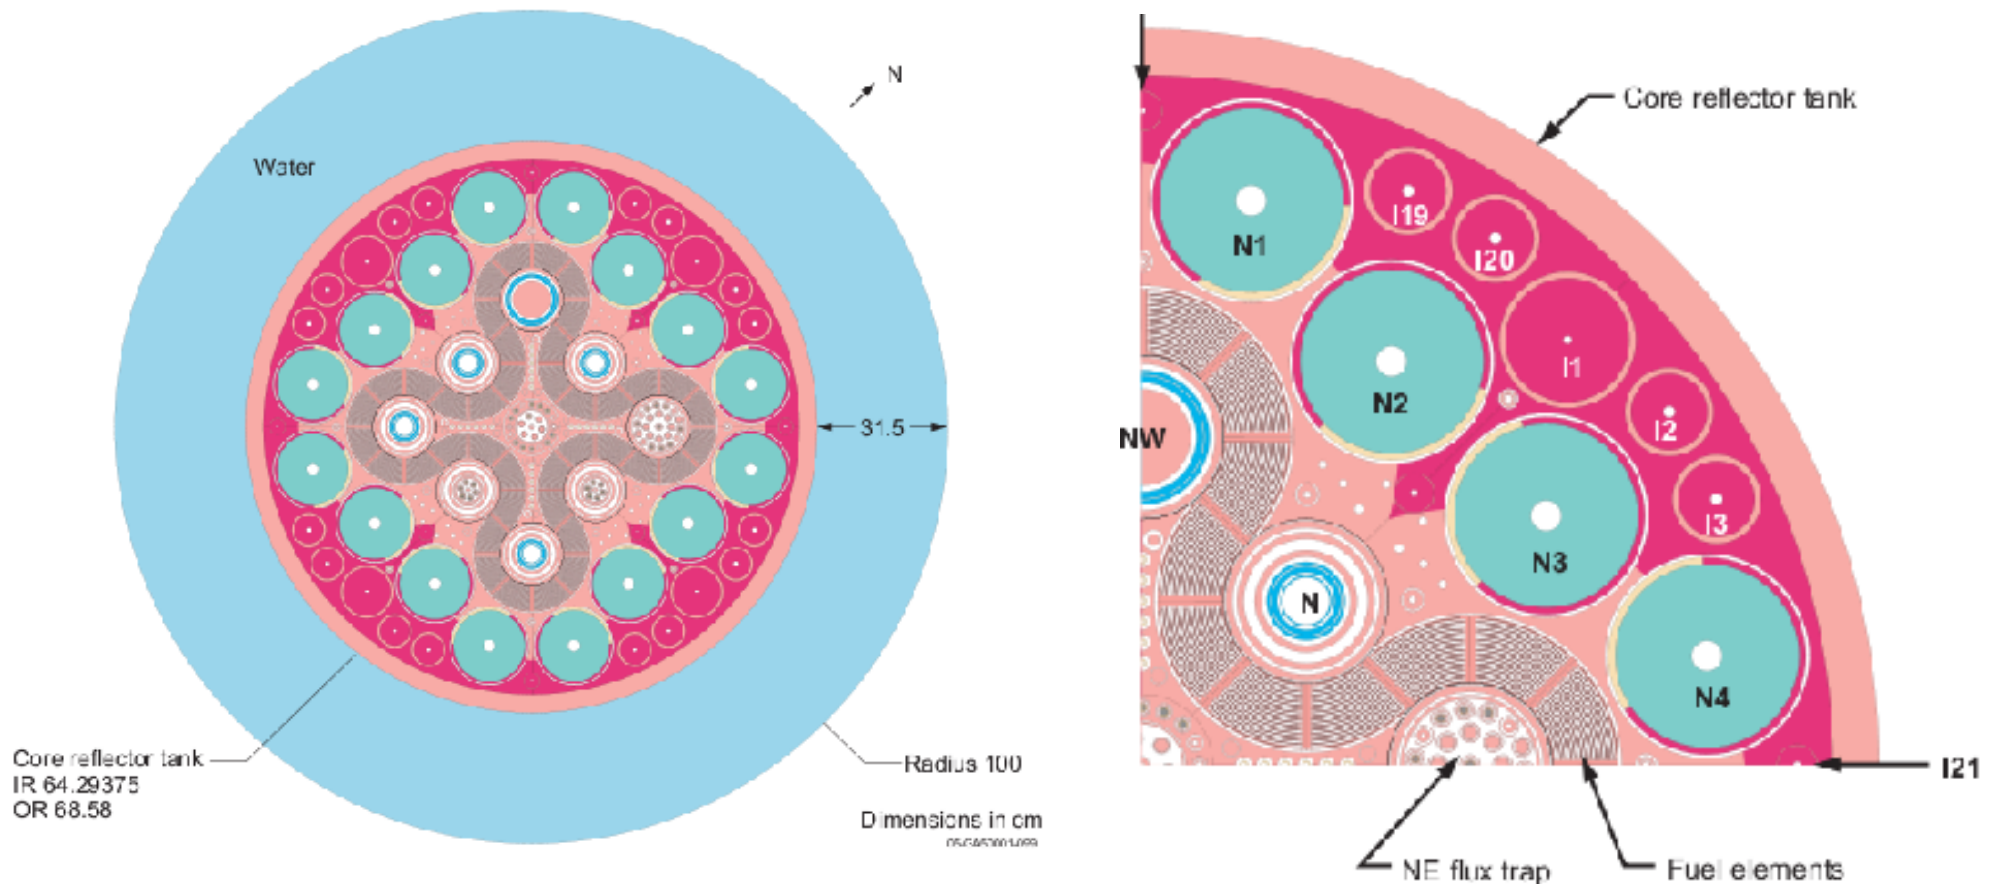 N
Water
31.5
Core reflector tank
IR 64.29375
OR 68.58
Radius 100
Dimensions in cm
Core reflector tank
N1
I19
I20
I1
N2
I2
NW
I3
N3
N
N4
I21
NE flux trap
Fuel elements